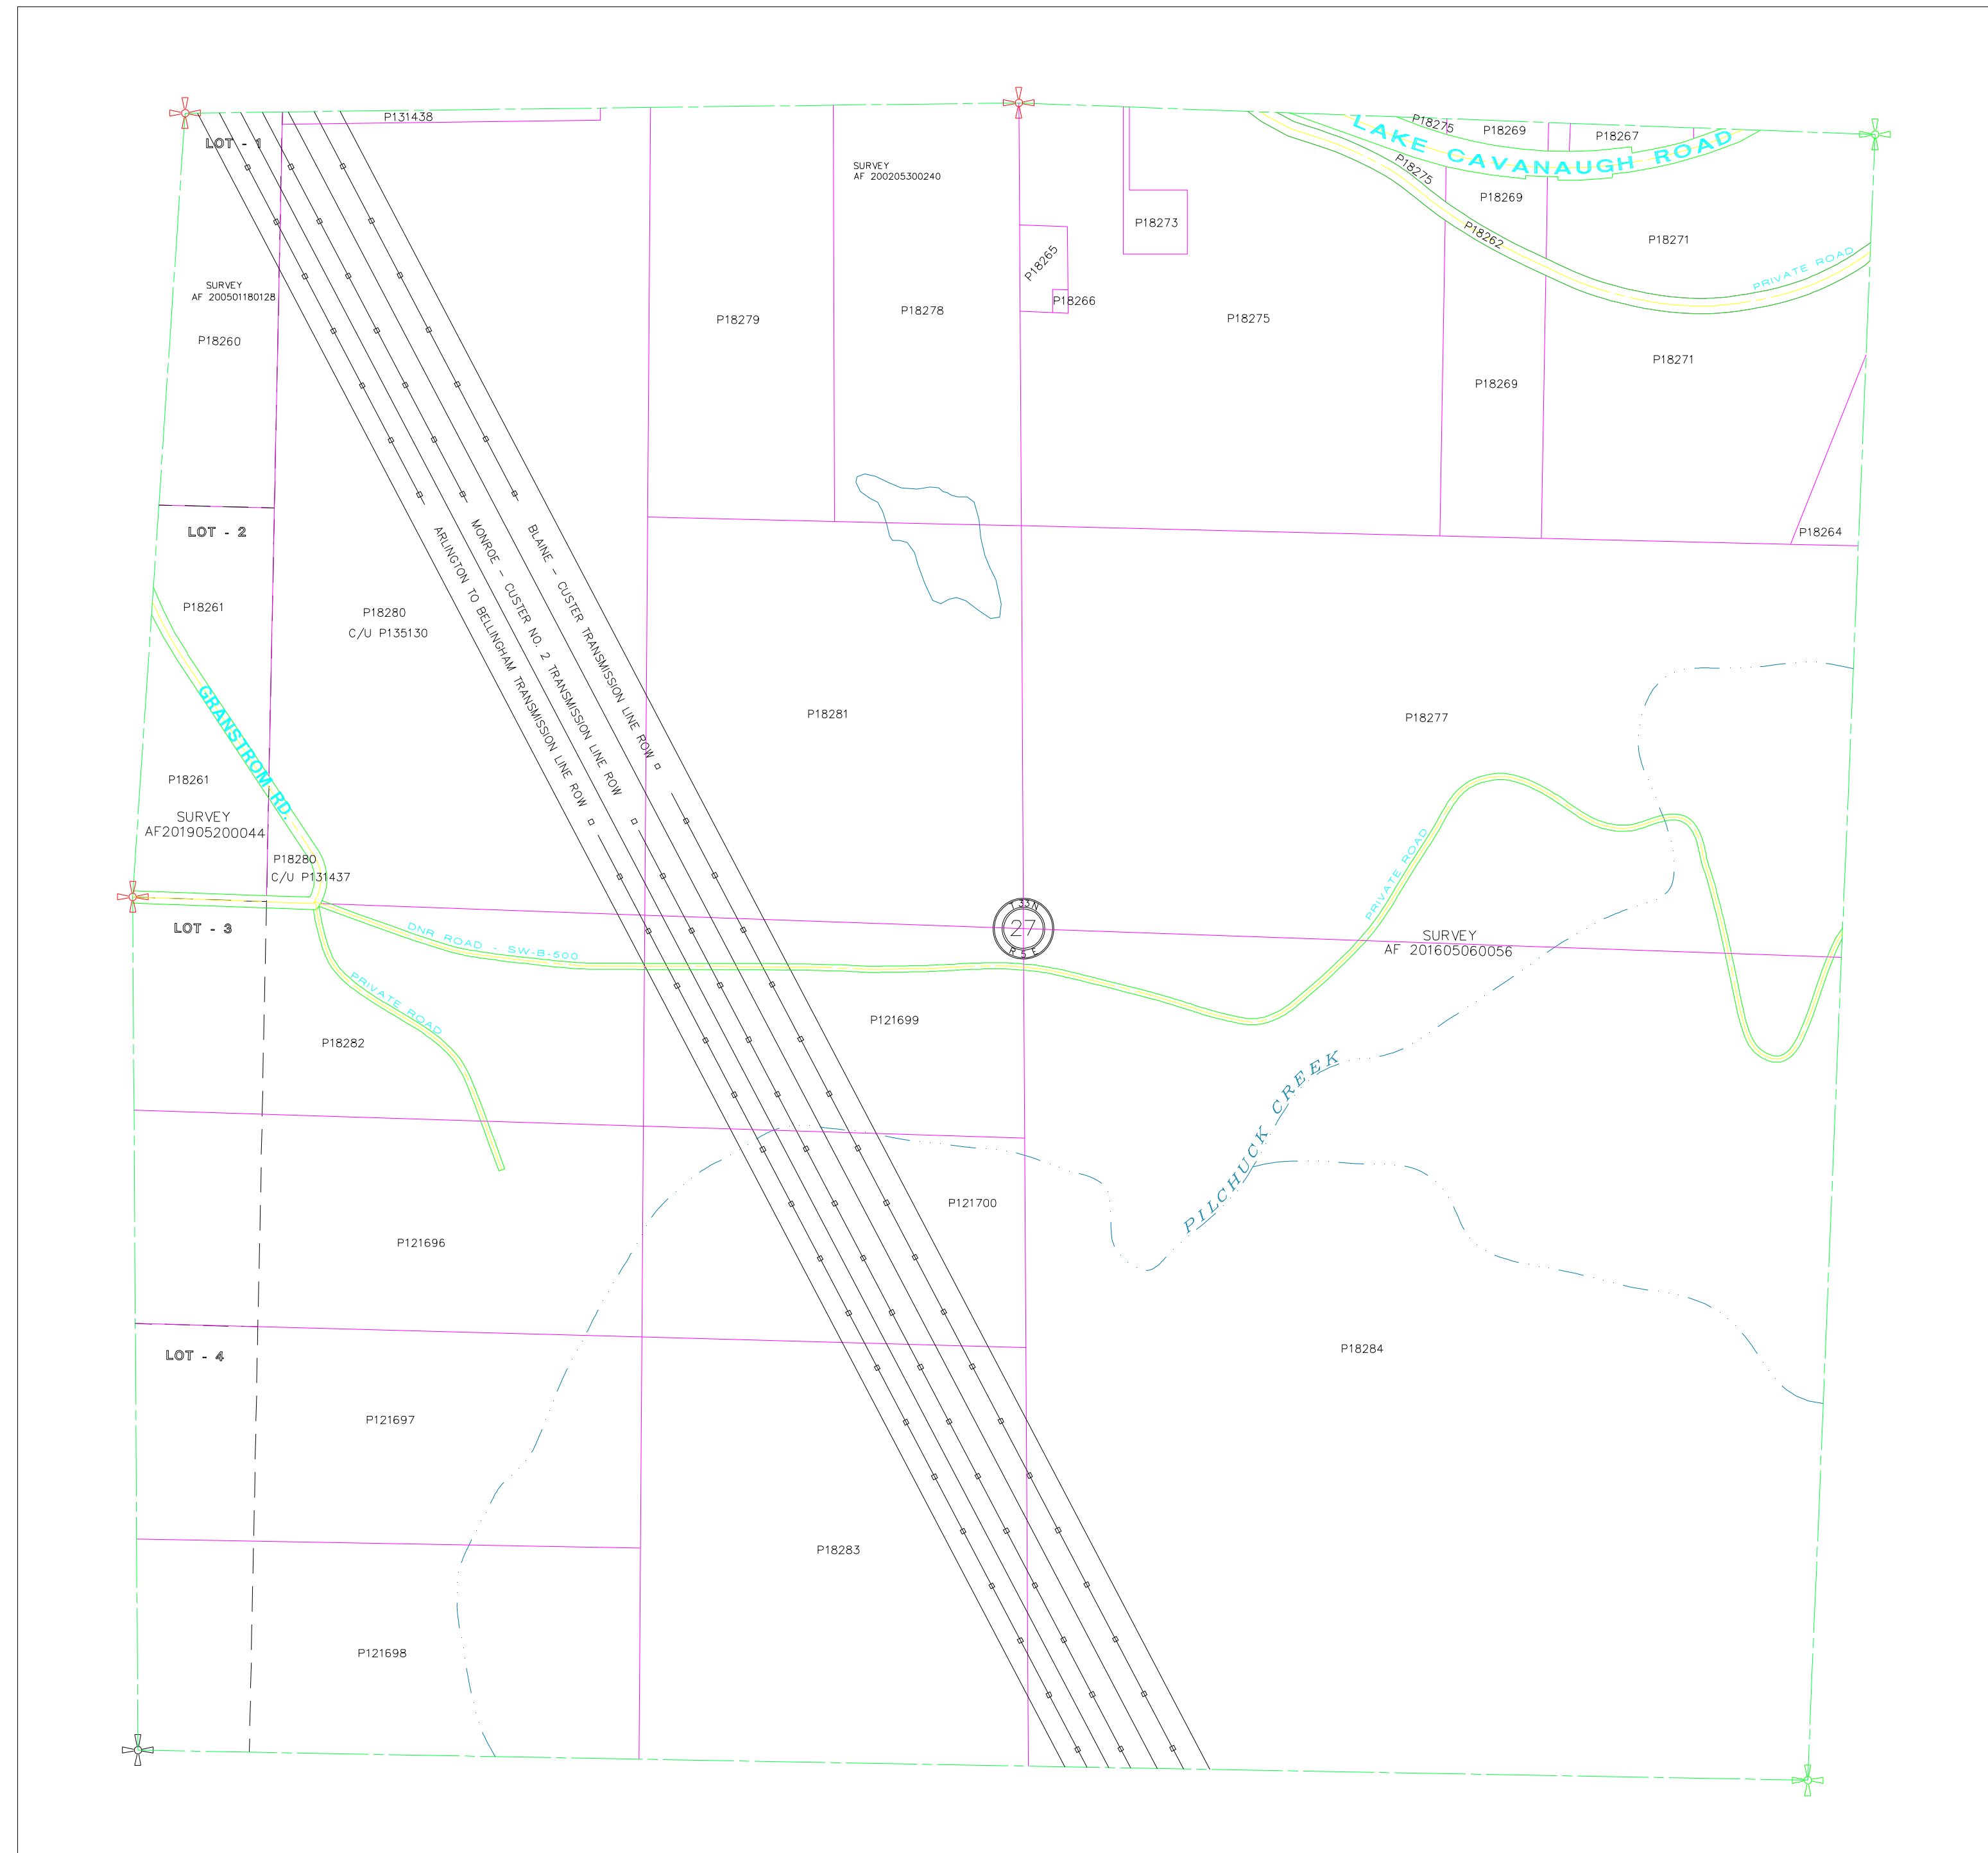 P131438
LOT - 1
SURVEY
AF 200205300240
P18275
P18269
P18267
LAKE CAVANAUGH ROAD
P18275
P18269
P18273
P18262
P18271
PRIVATE ROAD
P18265
P18266
SURVEY
AF 200501180128
P18260
P18279
P18278
P18275
P18271
P18269
P18264
LOT - 2
ARLINGTON TO BELLINGHAM TRANSMISSION LINE ROW
MONROE - CUSTER NO. 2 TRANSMISSION LINE ROW
BLAINE - CUSTER TRANSMISSION LINE ROW
P18261
P18280
C/U P135130
GRANSTROM RD.
P18281
P18277
P18261
SURVEY
AF201905200044
P18280
C/U P131437
PRIVATE ROAD
LOT - 3
DNR ROAD - SW-B-600
T 33 N
27
R 5 E
SURVEY
AF 201605060056
PRIVATE ROAD
P18282
P121699
PILCHUCK CREEK
P121700
P121696
LOT - 4
P18284
P121697
P18283
P121698